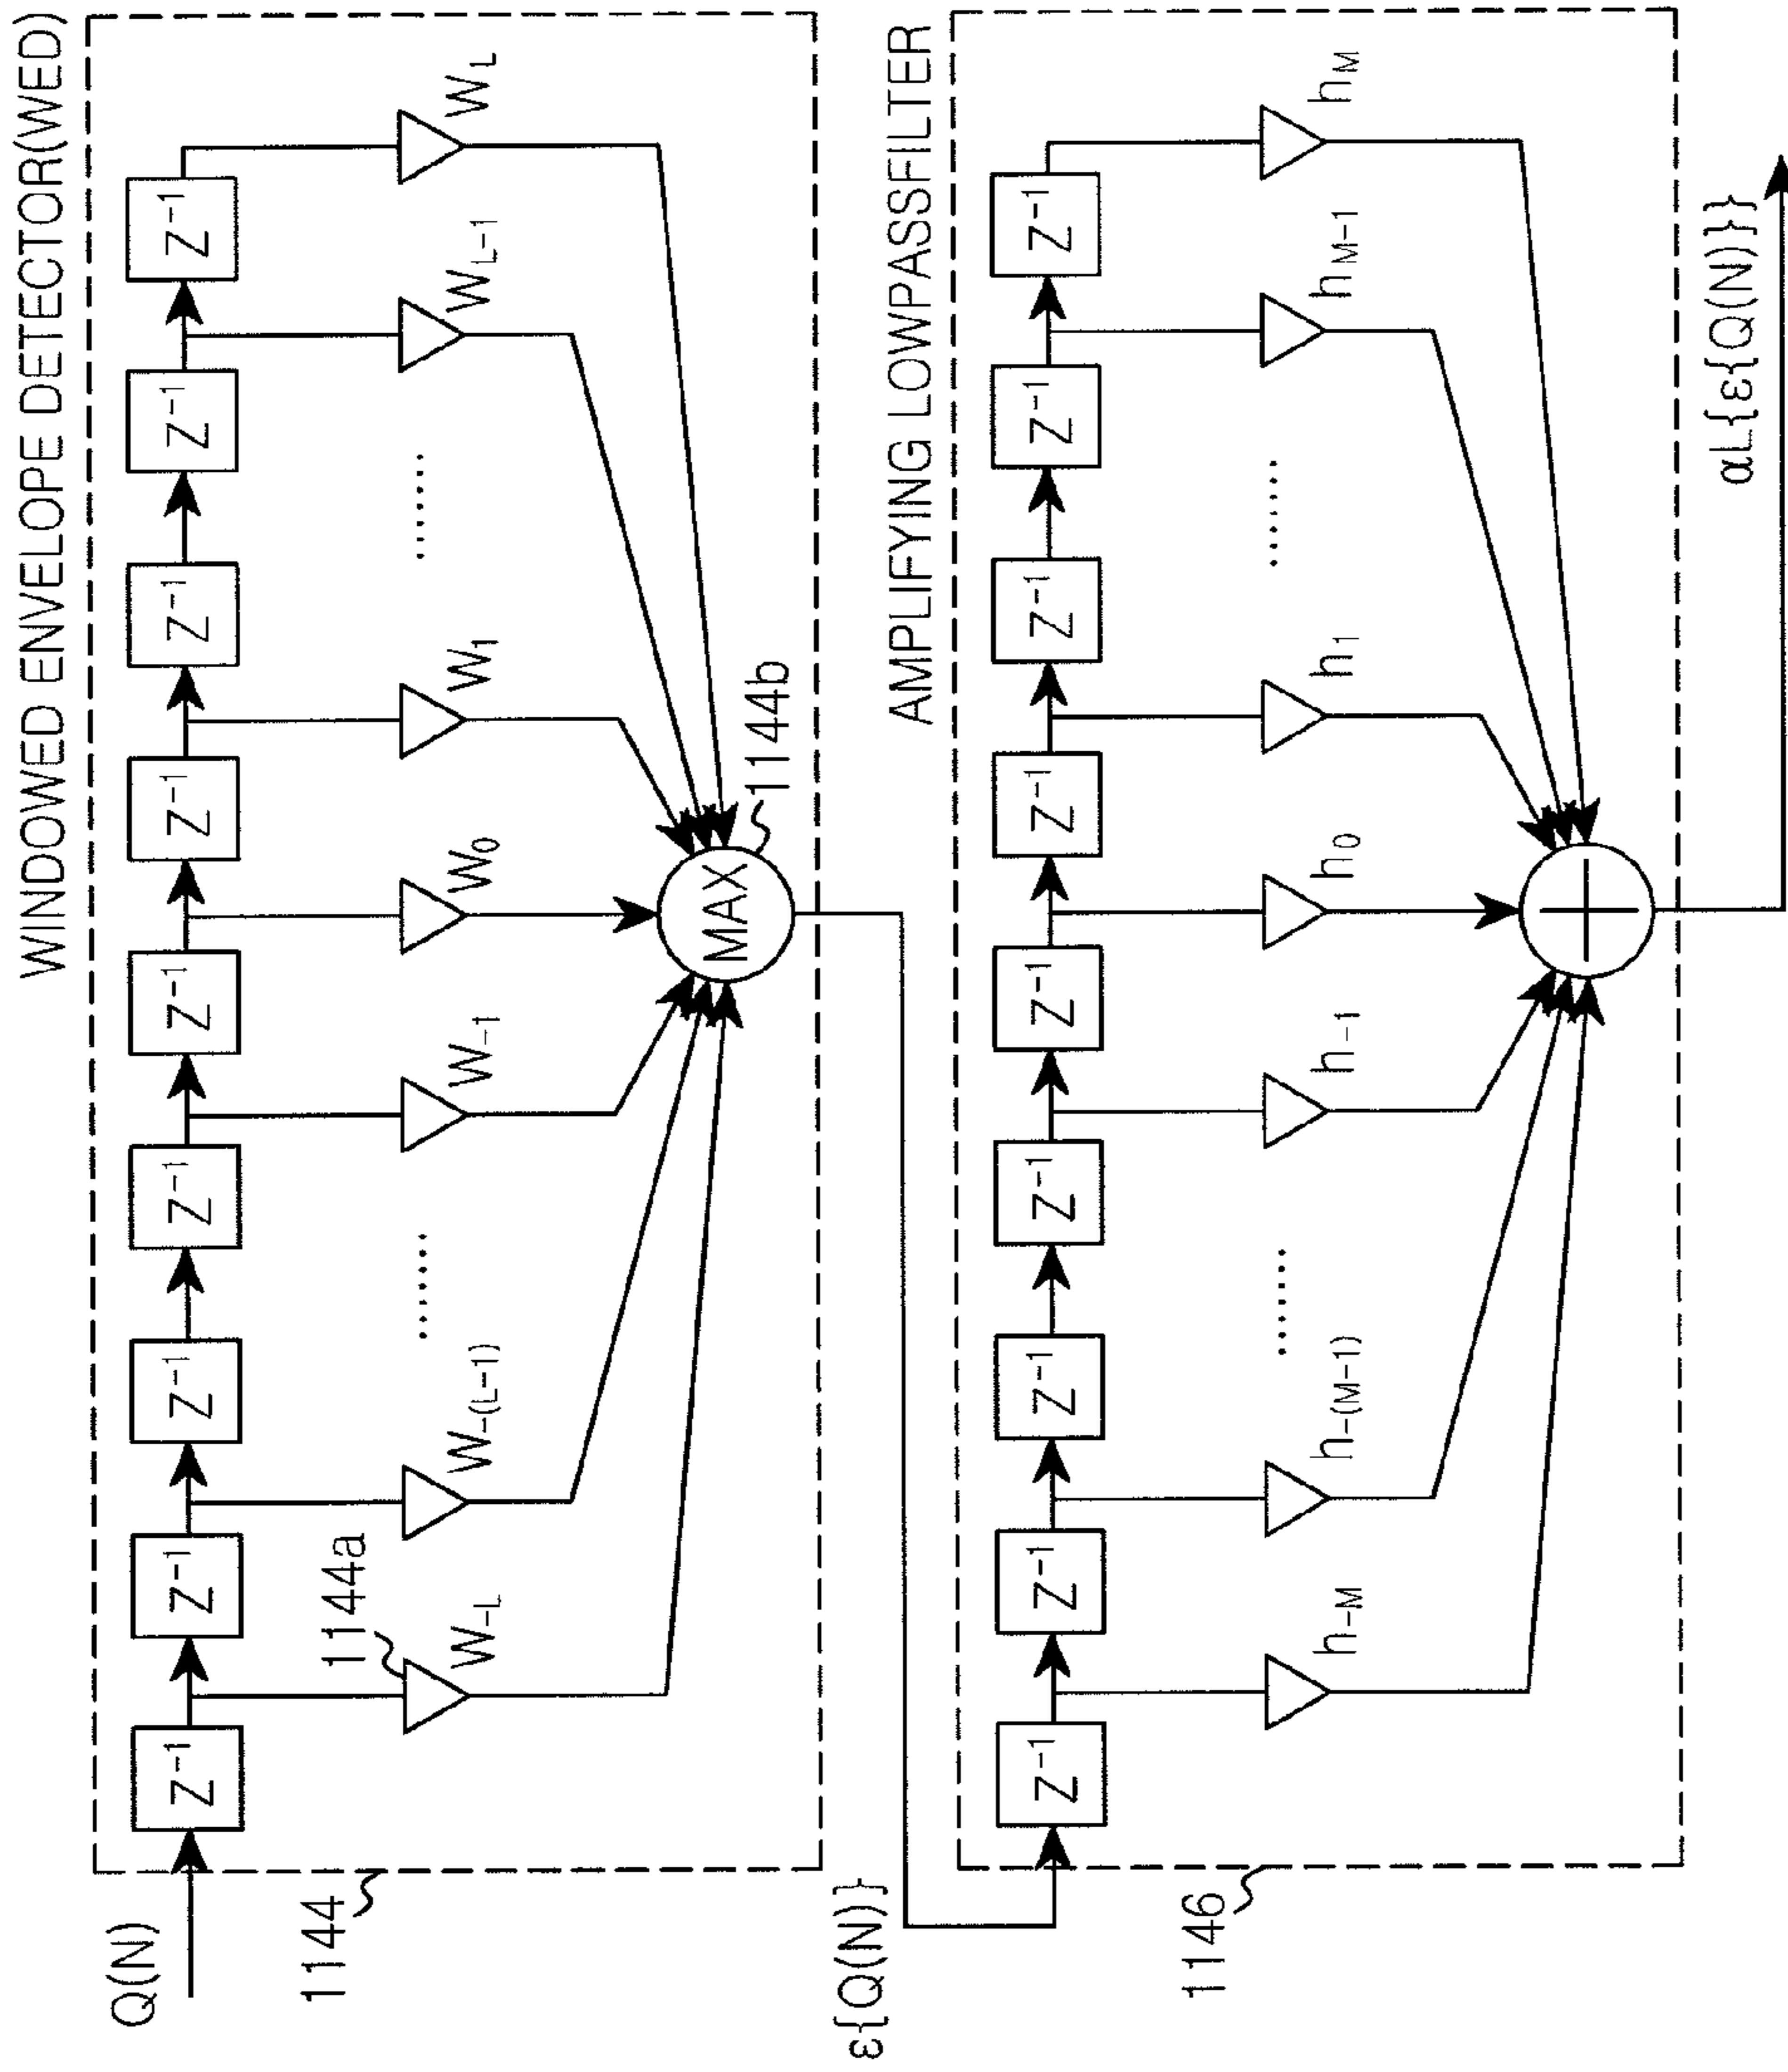 WINDOWED ENVELOPE DETECTOR(WED)
Q(N)
Z⁻¹ Z⁻¹ Z⁻¹ Z⁻¹ Z⁻¹ Z⁻¹ Z⁻¹ Z⁻¹ Z⁻¹
1144a
W₋L W₋(L₋1) ....... W₋1 W0 W1 ....... WL₋1 WL
1144
MAX
1144b
ε{Q(N)}
AMPLIFYING LOWPASSFILTER
Z⁻¹ Z⁻¹ Z⁻¹ Z⁻¹ Z⁻¹ Z⁻¹ Z⁻¹ Z⁻¹ Z⁻¹
h₋M h₋(M₋1) ....... h₋1 h0 h1 ....... hM₋1 hM
1146
+
αL{ε{Q(N)}}